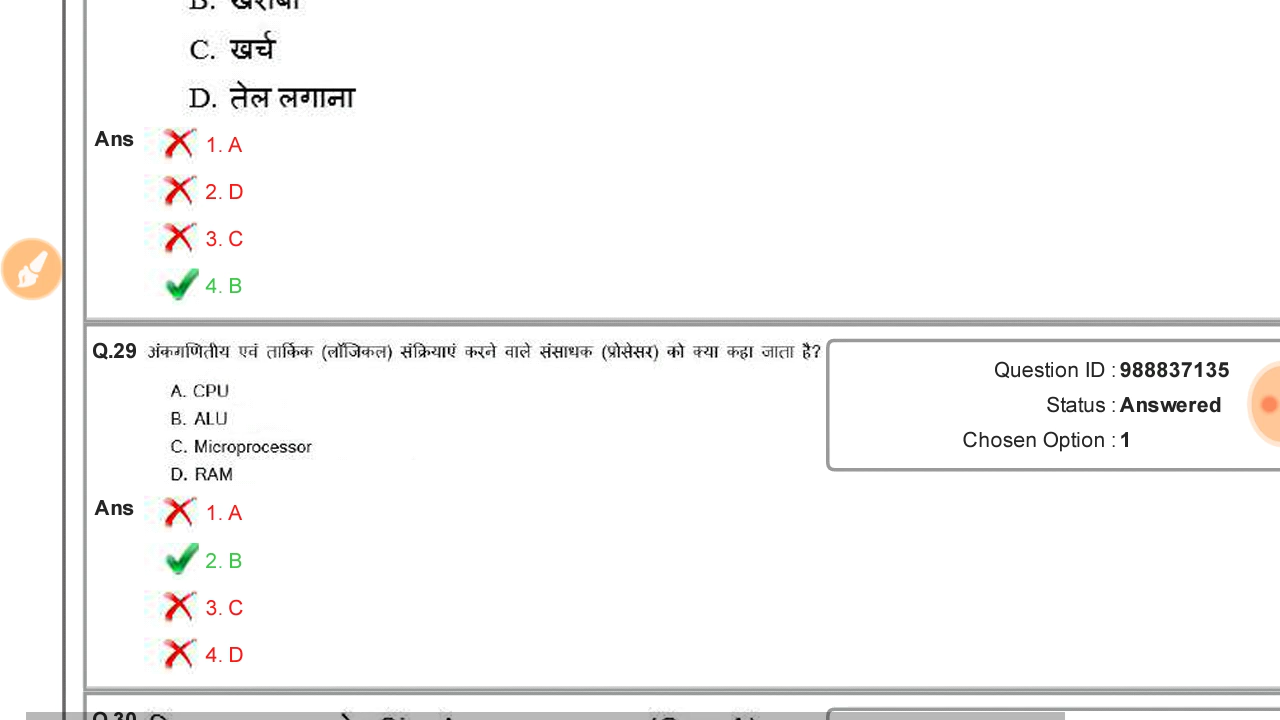 C. खर्च
D. तेल लगाना
Ans
1. A
2. D
3. C
4. B
Q.29 अंकगणितीय एवं तार्किक (लॉजिकल) संक्रियाएं करने वाले संसाधक (प्रोसेसर) को क्या कहा जाता है?
A. CPU
B. ALU
C. Microprocessor
D. RAM
Question ID : 988837135
Status : Answered
Chosen Option : 1
Ans
1. A
2. B
3. C
4. D